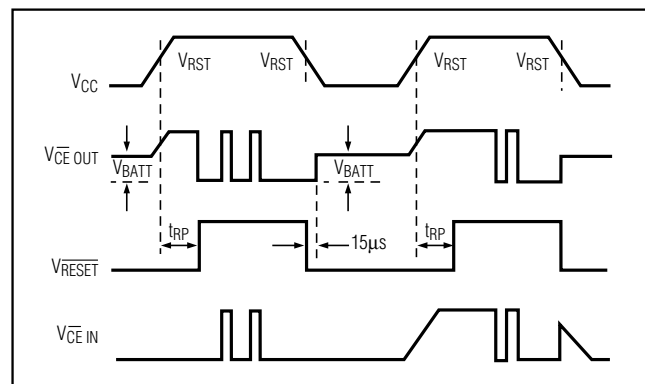 VCC
VRST
VRST
VRST
VRST
VCE OUT
VBATT
VBATT
tRP
15µs
tRP
VRESET
VCE IN